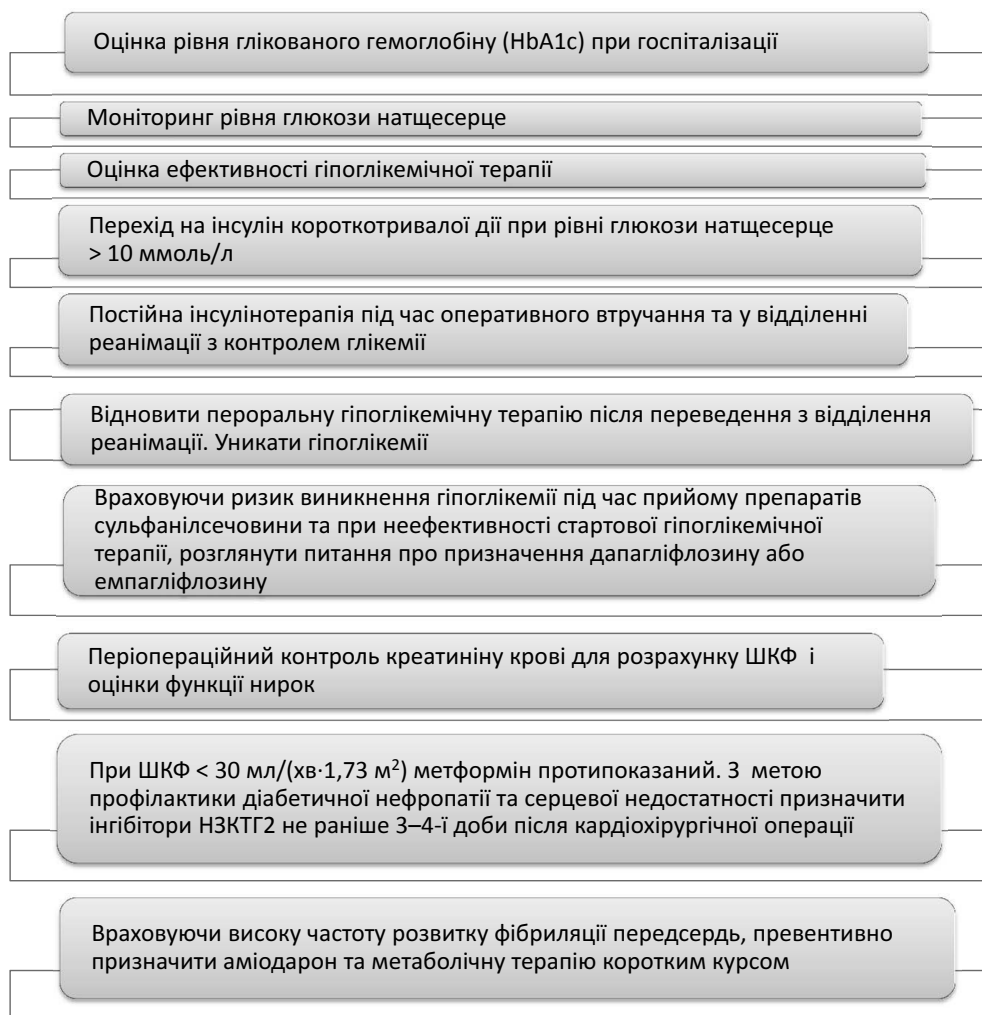 Оцінка рівня глікованого гемоглобіну (HbA1c) при госпіталізації
Моніторинг рівня глюкози натщесерце
Оцінка ефективності гіпоглікемічної терапії
Перехід на інсулін короткотривалої дії при рівні глюкози натщесерце
> 10 ммоль/л
Постійна інсулінотерапія під час оперативного втручання та у відділенні
реанімації з контролем глікемії
Відновити пероральну гіпоглікемічну терапію після переведення з відділення
реанімації. Уникати гіпоглікемії
Враховуючи ризик виникнення гіпоглікемії під час прийому препаратів
сульфанілсечовини та при неефективності стартової гіпоглікемічної
терапії, розглянути питання про призначення дапагліфлозину або
емпагліфлозину
Періопераційний контроль креатиніну крові для розрахунку ШКФ і
оцінки функції нирок
При ШКФ < 30 мл/(хв·1,73 м²) метформін протипоказаний. З метою
профілактики діабетичної нефропатії та серцевої недостатності призначити
інгібітори НЗКТГ2 не раніше 3–4-ї доби після кардіохірургічної операції
Враховуючи високу частоту розвитку фібриляції передсердь, превентивно
призначити аміодарон та метаболічну терапію коротким курсом